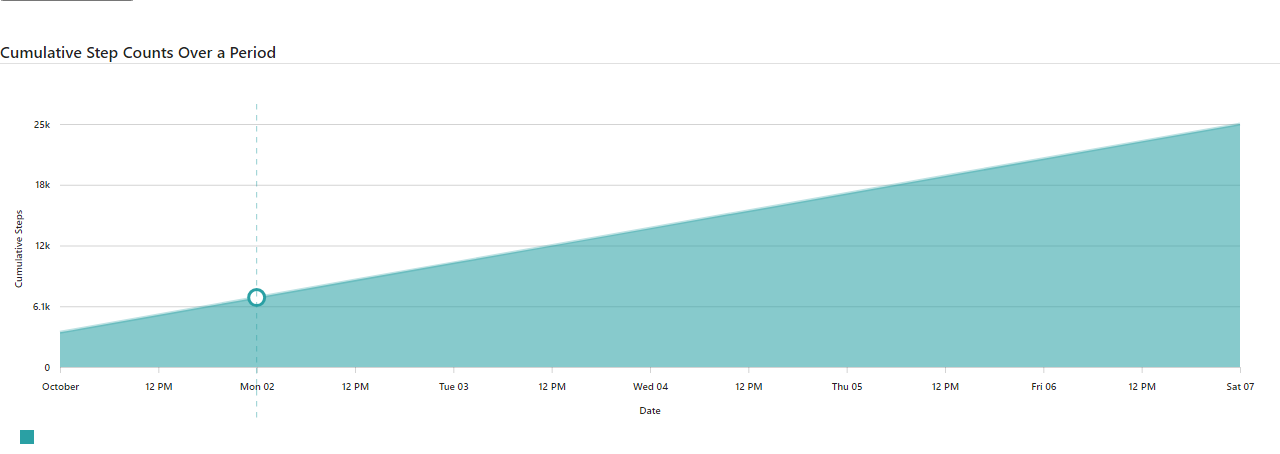 Cumulative Step Counts Over a Period
25k
18k
12k
6.1k
0
Cumulative Steps
October 12 PM Mon 02 12 PM Tue 03 12 PM Wed 04 12 PM Thu 05 12 PM Fri 06 12 PM Sat 07
Date